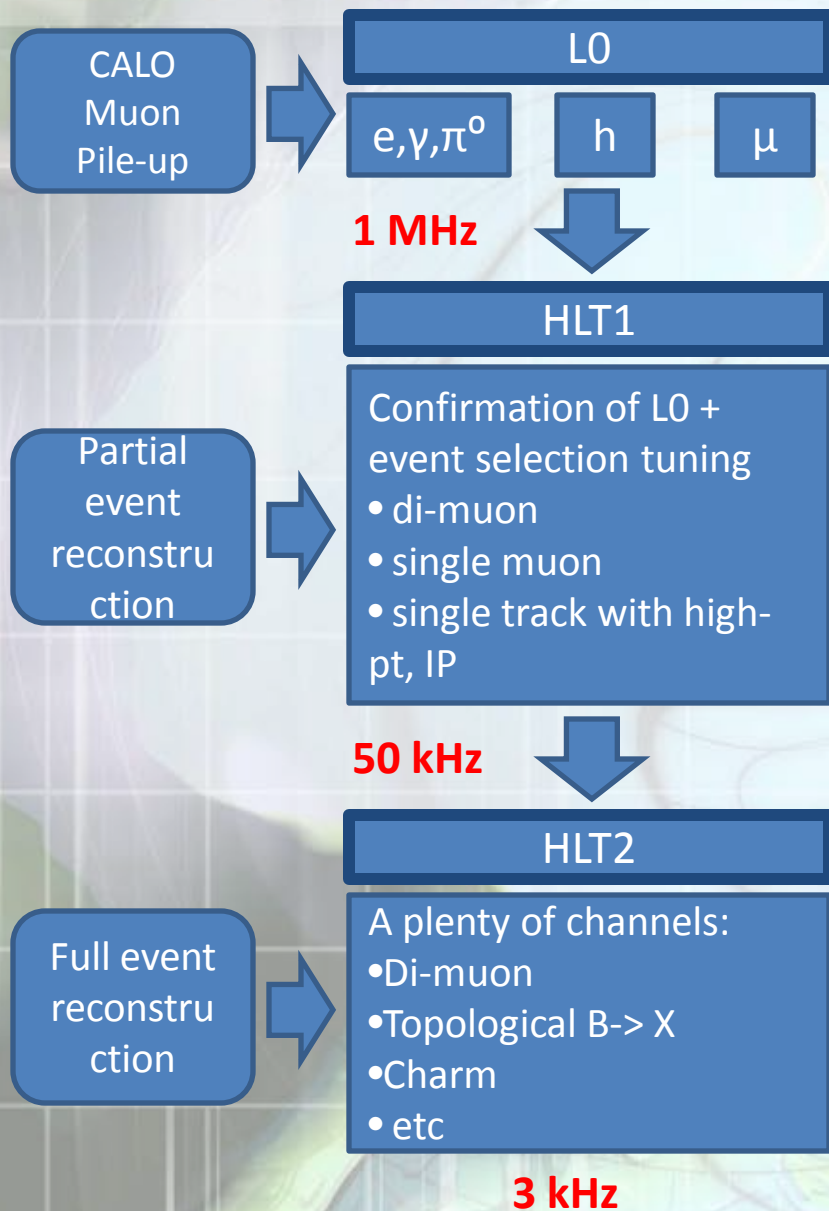 CALO
Muon
Pile-up
L0
e,γ,π⁰
h
μ
1 MHz
HLT1
Partial
event
reconstru
ction
Confirmation of L0 +
event selection tuning
• di-muon
• single muon
• single track with high-
pt, IP
50 kHz
HLT2
Full event
reconstru
ction
A plenty of channels:
•Di-muon
•Topological B-> X
•Charm
• etc
3 kHz